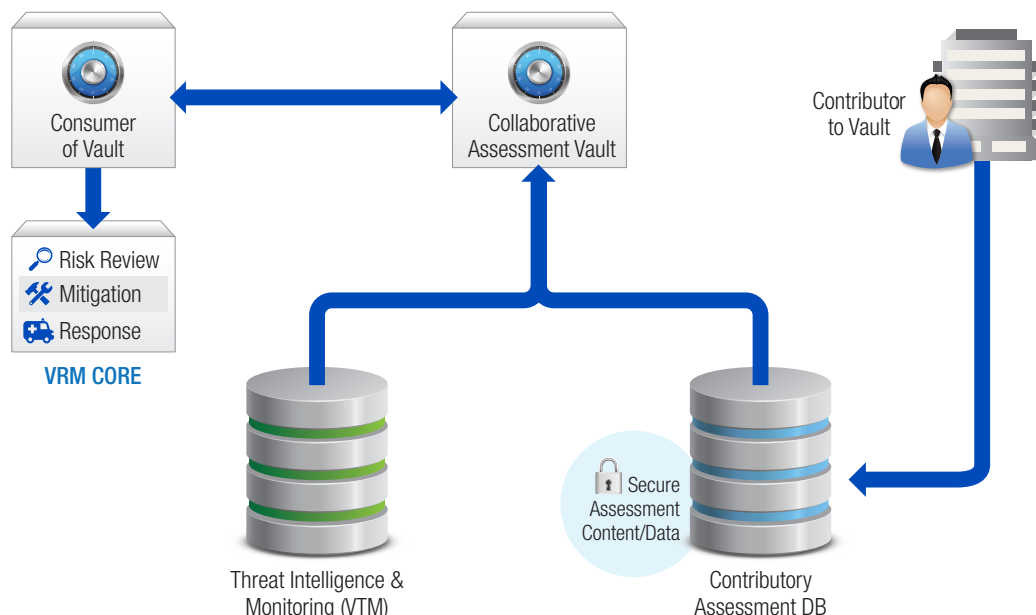 Consumer
of Vault
Collaborative
Assessment Vault
Contributor
to Vault
Risk Review
Mitigation
Response
VRM CORE
Secure
Assessment
Content/Data
Threat Intelligence &
Monitoring (VTM)
Contributory
Assessment DB